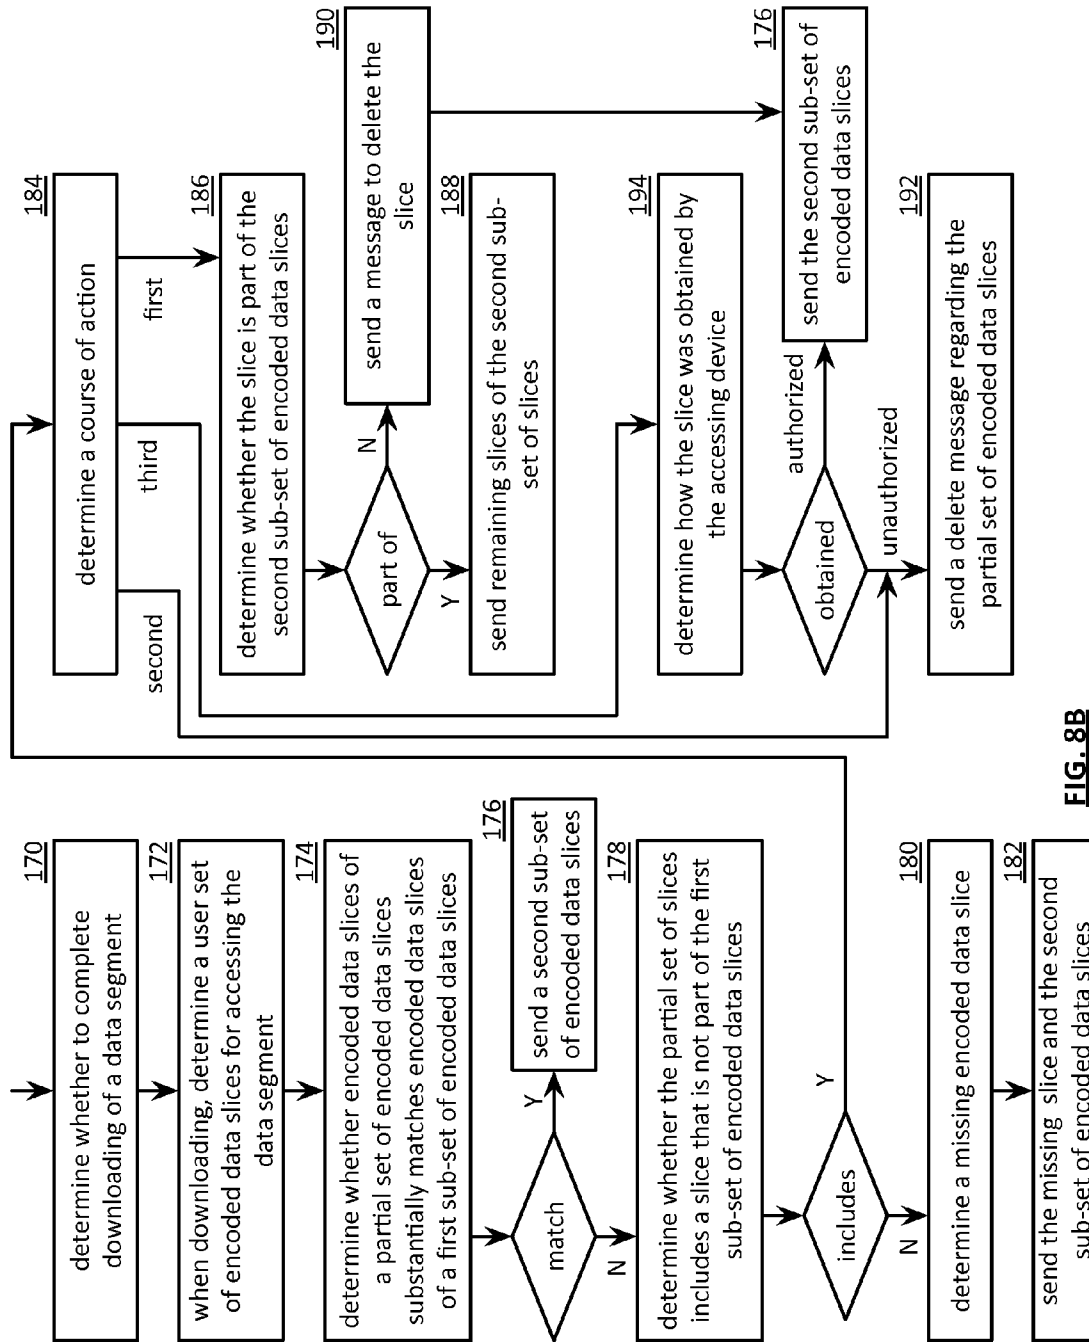 170
determine whether to complete
downloading of a data segment
172
when downloading, determine a user set
of encoded data slices for accessing the
data segment
174
determine whether encoded data slices of
a partial set of encoded data slices
substantially matches encoded data slices
of a first sub-set of encoded data slices
match
Y
176
send a second sub-set
of encoded data slices
N
178
determine whether the partial set of slices
includes a slice that is not part of the first
sub-set of encoded data slices
includes
Y
N
180
determine a missing encoded data slice
182
send the missing slice and the second
sub-set of encoded data slices
184
determine a course of action
second
third
first
186
determine whether the slice is part of the
second sub-set of encoded data slices
part of
N
190
send a message to delete the
slice
Y
188
send remaining slices of the second sub-
set of slices
194
determine how the slice was obtained by
the accessing device
obtained
authorized
176
send the second sub-set of
encoded data slices
unauthorized
192
send a delete message regarding the
partial set of encoded data slices
FIG. 8B